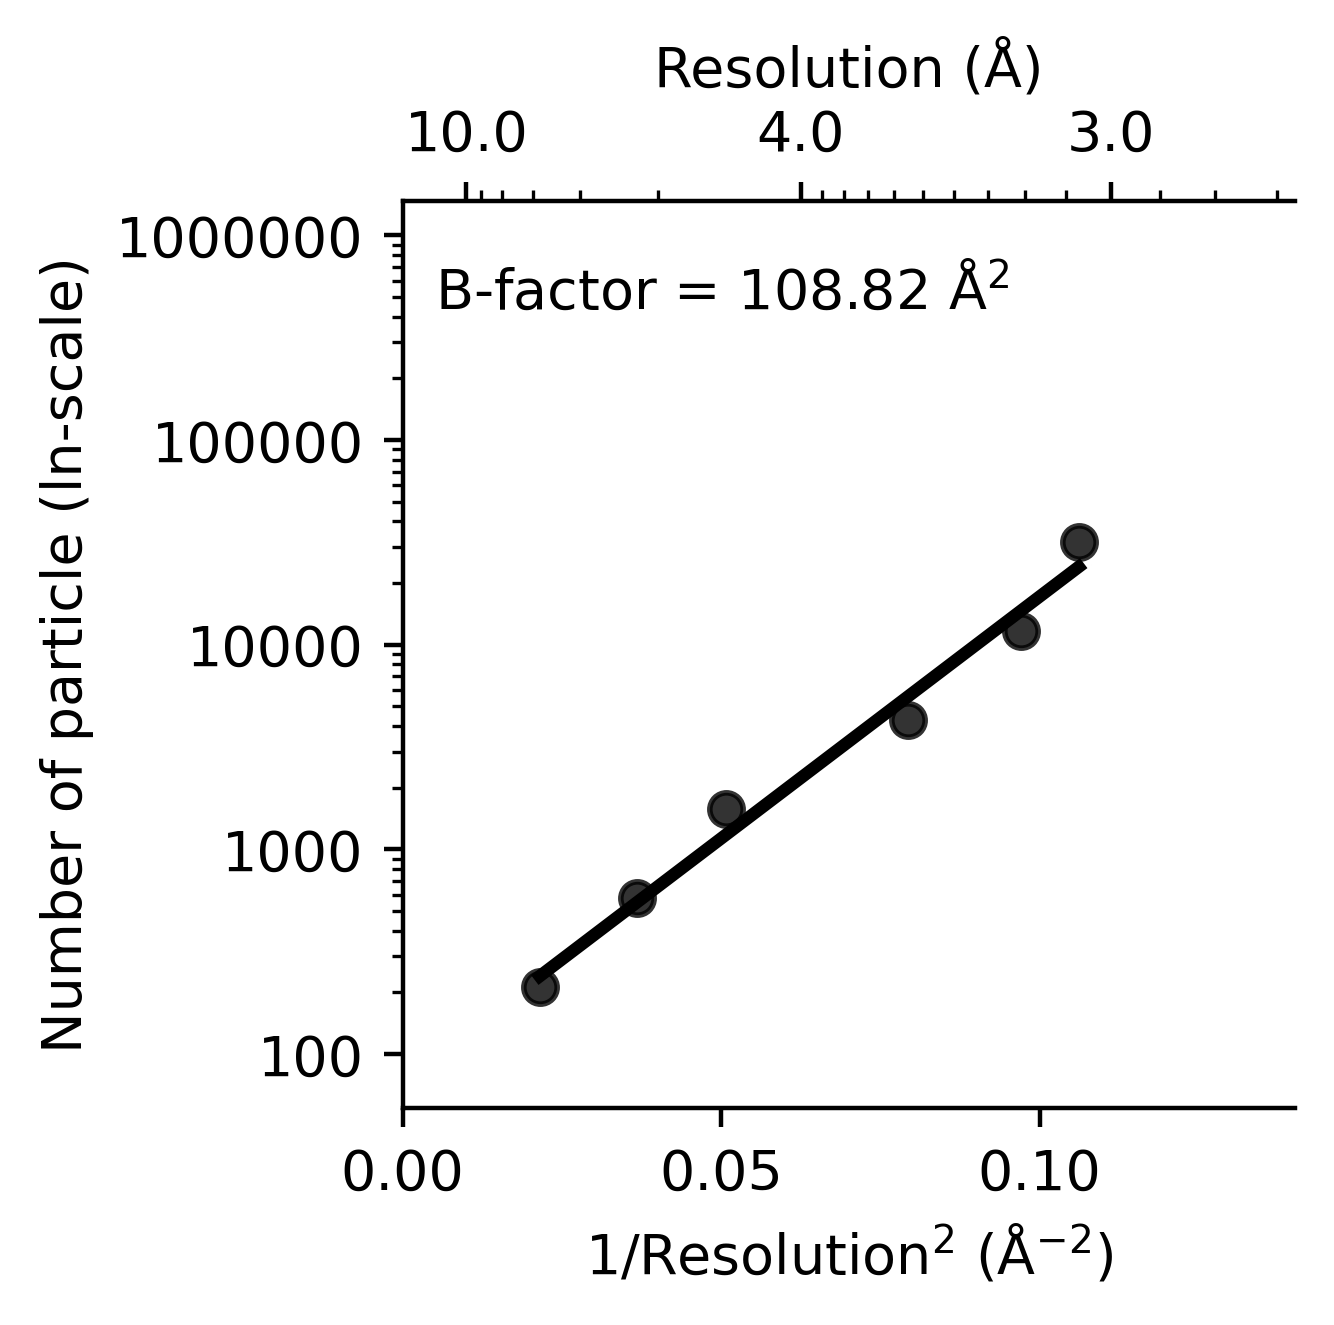 Resolution (Å)
10.0 4.0 3.0
1000000
B-factor = 108.82 Å²
100000
10000
1000
100
Number of particle (ln-scale)
0.00 0.05 0.10
1/Resolution² (Å⁻²)